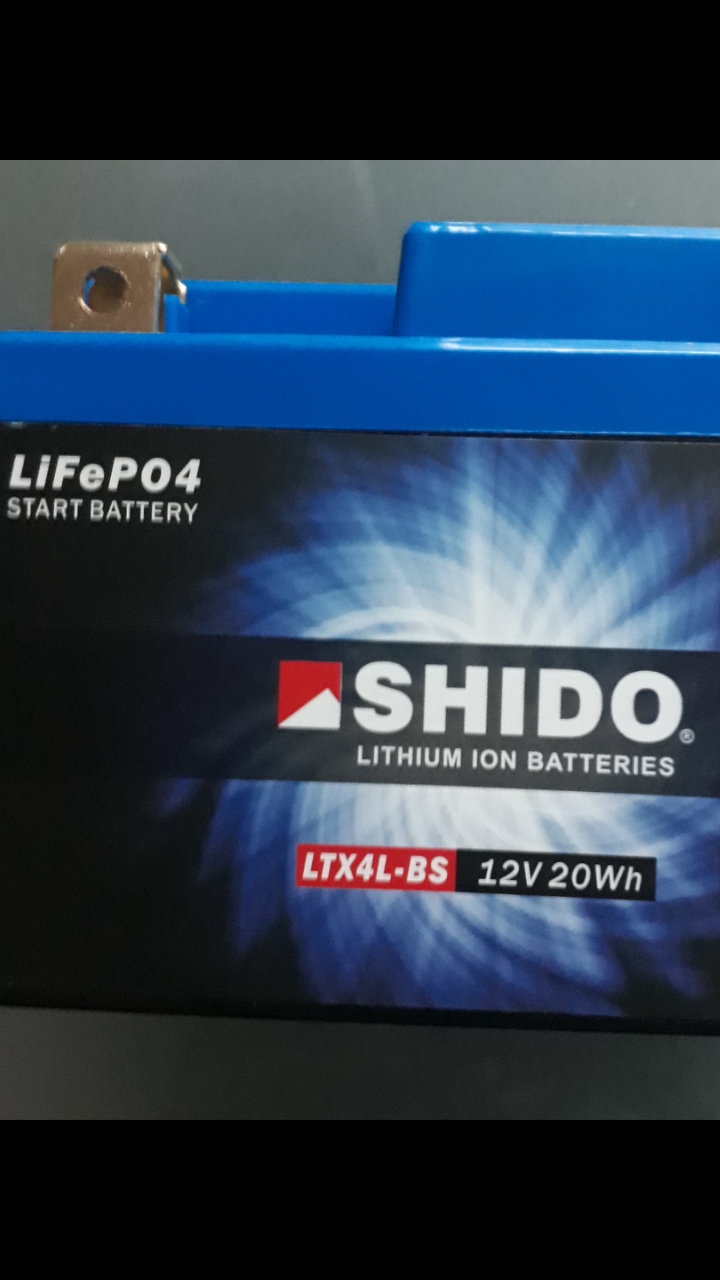 LiFePO4
START BATTERY
SHIDO®
LITHIUM ION BATTERIES
LTX4L-BS 12V 20Wh